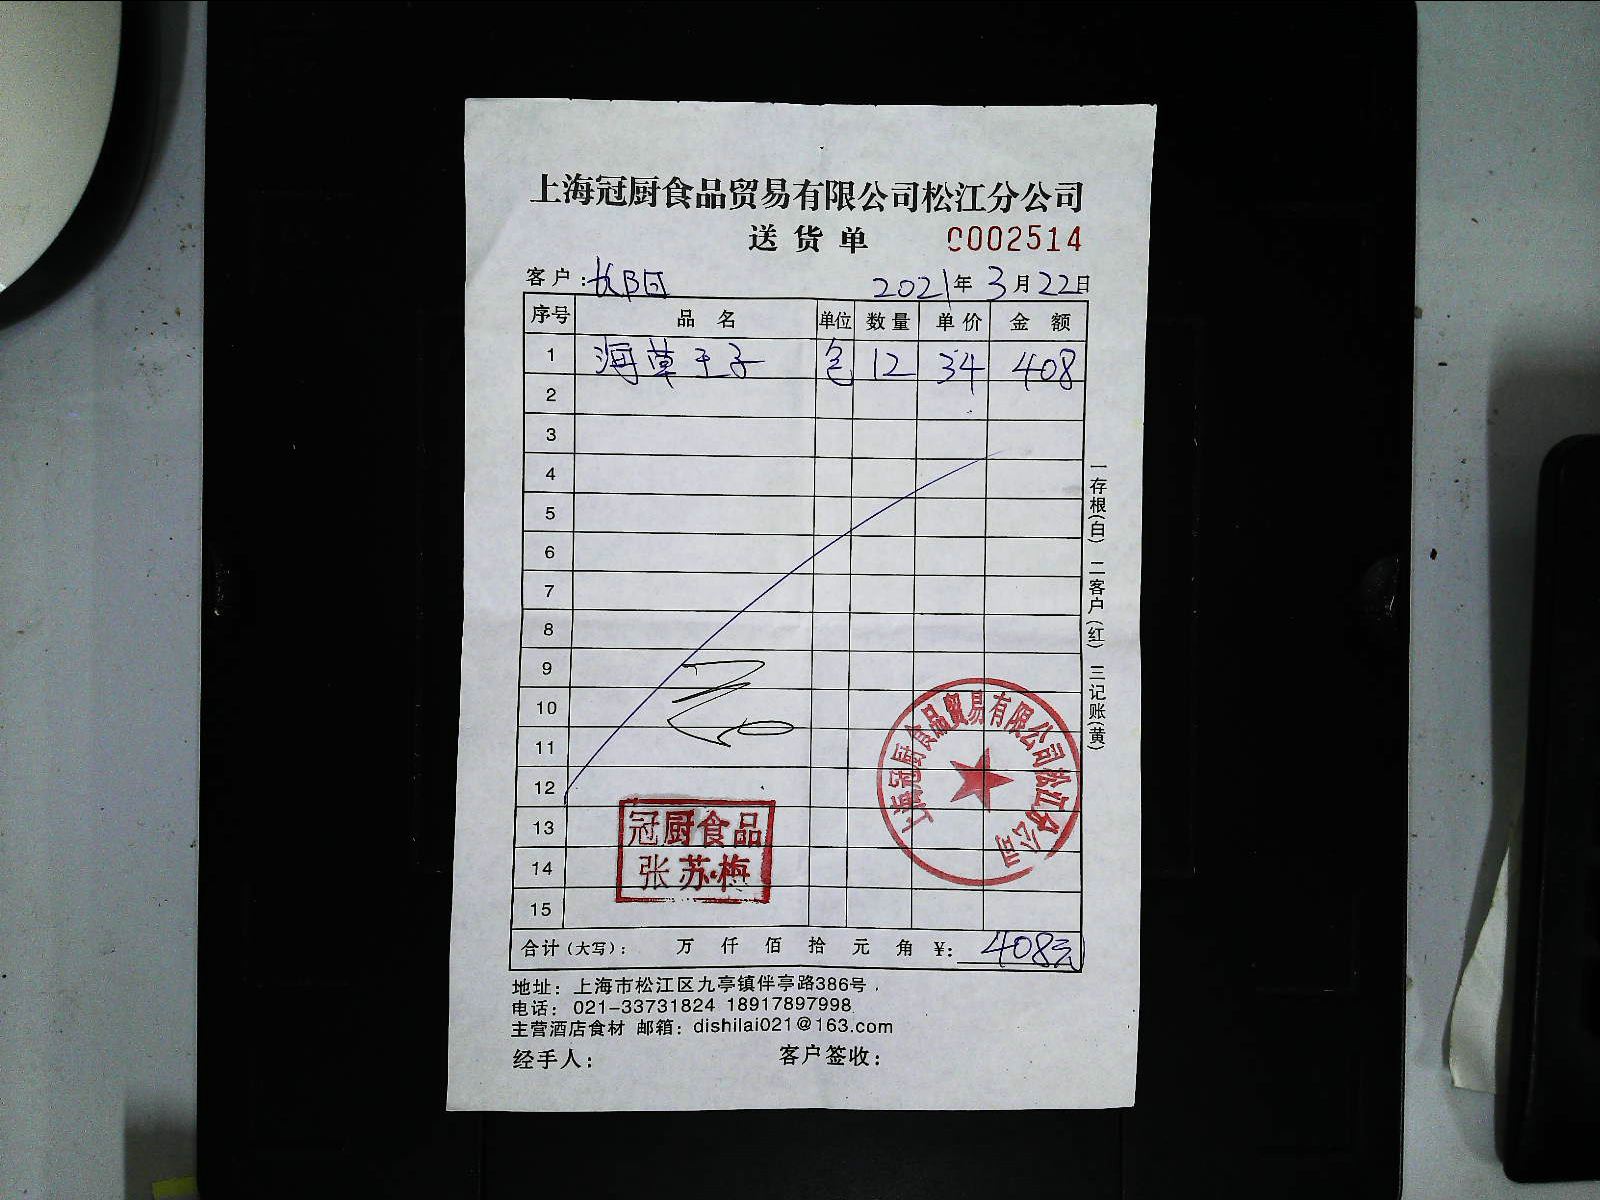 上海冠厨食品贸易有限公司松江分公司
送货单 0002514
客户: 2021年3月22日
序号 品名 单位 数量 单价 金额
1 海草王子 包 12 34 408
2
3
4
5
6
7
8
9
10
11
12
13
14
15
冠厨食品
张苏梅
上海冠厨食品贸易有限公司松江分公司
合计(大写): 万 仟 佰 拾 元 角 ¥: 408元
一存根(白) 二客户(红) 三记账(黄)
地址: 上海市松江区九亭镇伴亭路386号
电话: 021-33731824 18917897998
主营酒店食材 邮箱: dishilai021@163.com
经手人: 客户签收: